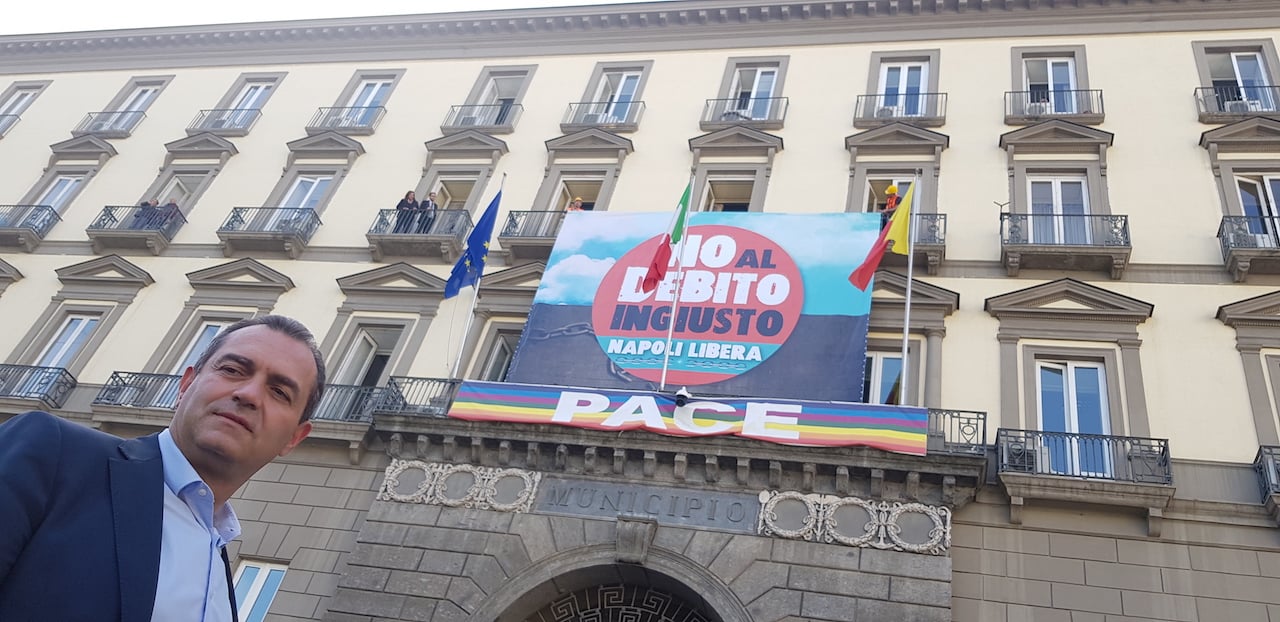 NO AL
DEBITO
INGIUSTO
NAPOLI LIBERA
PACE
MUNICIPIO